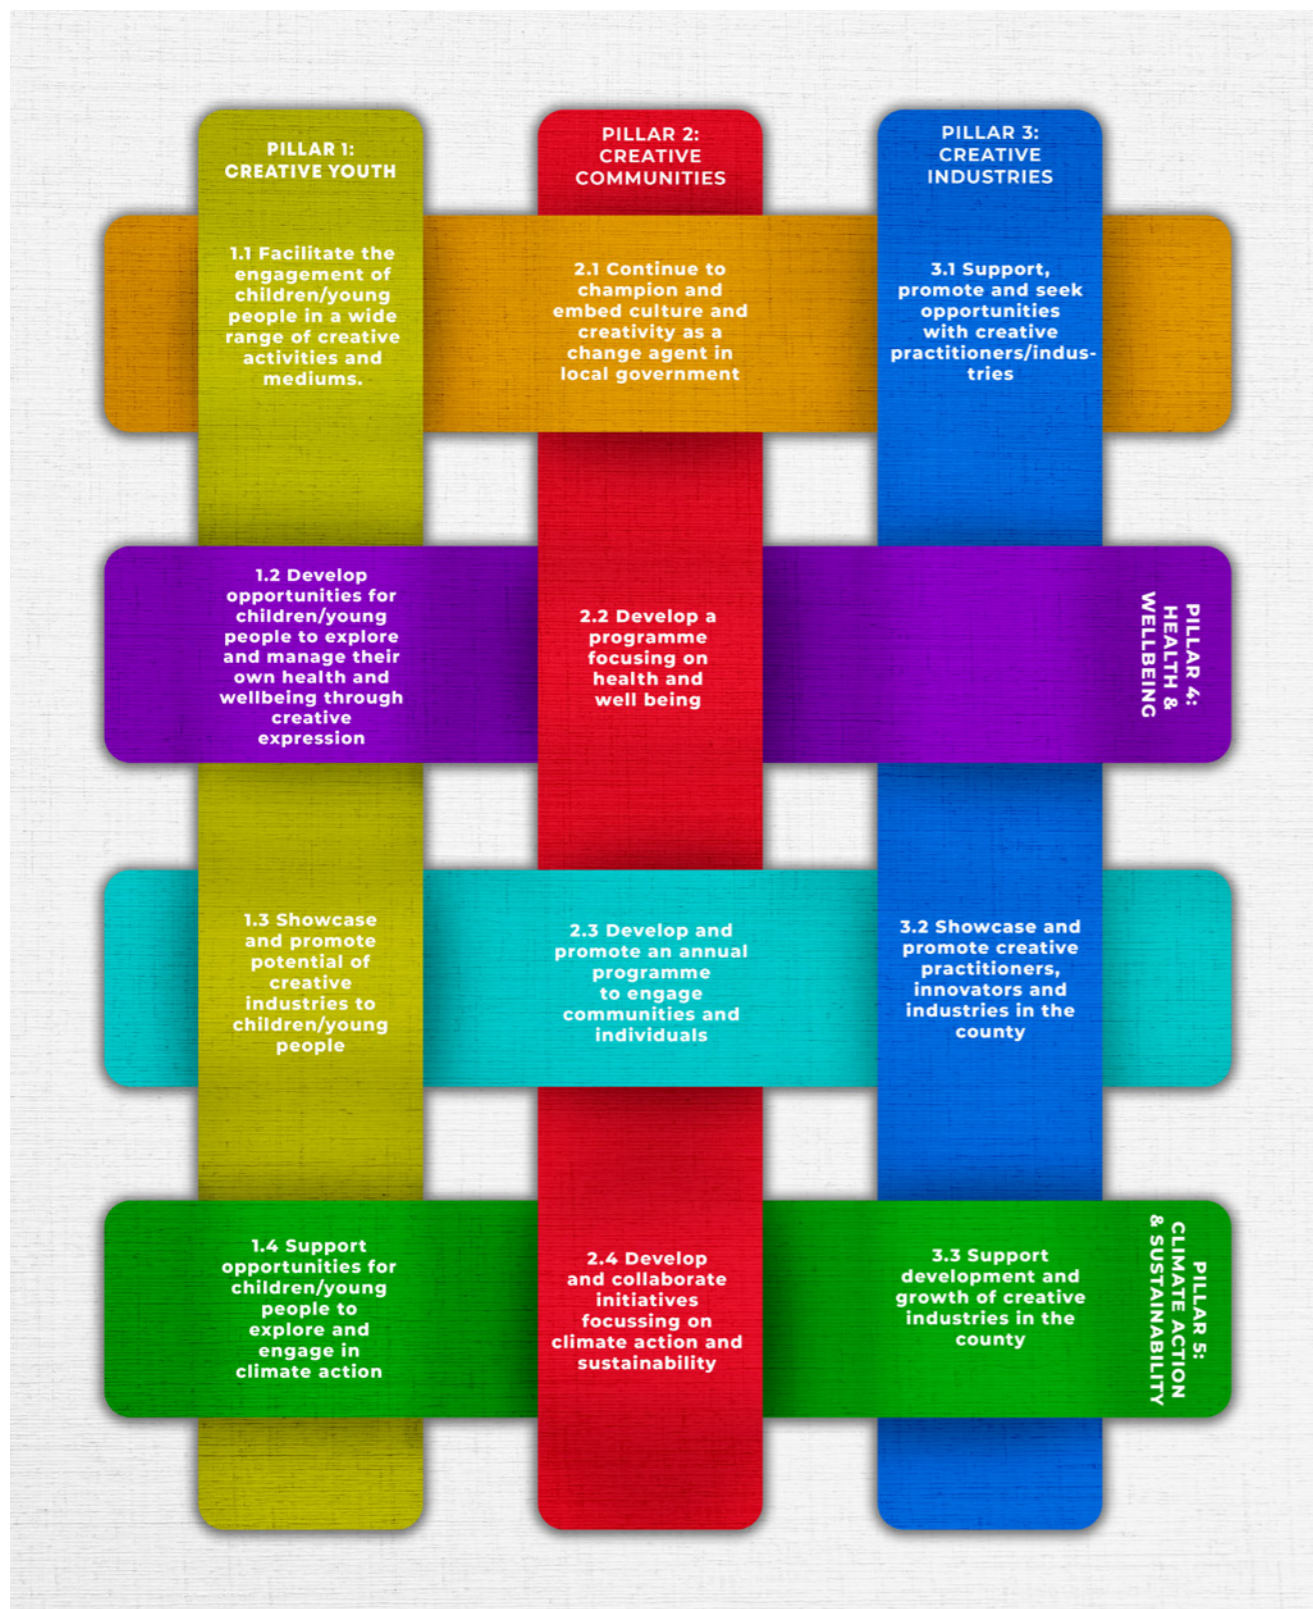 PILLAR 1:
CREATIVE YOUTH
1.1 Facilitate the
engagement of
children/young
people in a wide
range of creative
activities and
mediums.
1.2 Develop
opportunities for
children/young
people to explore
and manage their
own health and
wellbeing through
creative
expression
1.3 Showcase
and promote
potential of
creative
industries to
children/young
people
1.4 Support
opportunities for
children/young
people to
explore and
engage in
climate action
PILLAR 2:
CREATIVE
COMMUNITIES
2.1 Continue to
champion and
embed culture and
creativity as a
change agent in
local government
2.2 Develop a
programme
focusing on
health and
well being
2.3 Develop and
promote an annual
programme
to engage
communities and
individuals
2.4 Develop
and collaborate
initiatives
focussing on
climate action and
sustainability
PILLAR 3:
CREATIVE
INDUSTRIES
3.1 Support,
promote and seek
opportunities
with creative
practitioners/indus-
tries
3.2 Showcase and
promote creative
practitioners,
innovators and
industries in the
county
3.3 Support
development and
growth of creative
industries in the
county
PILLAR 4:
HEALTH &
WELLBEING
PILLAR 5:
CLIMATE ACTION
& SUSTAINABILITY